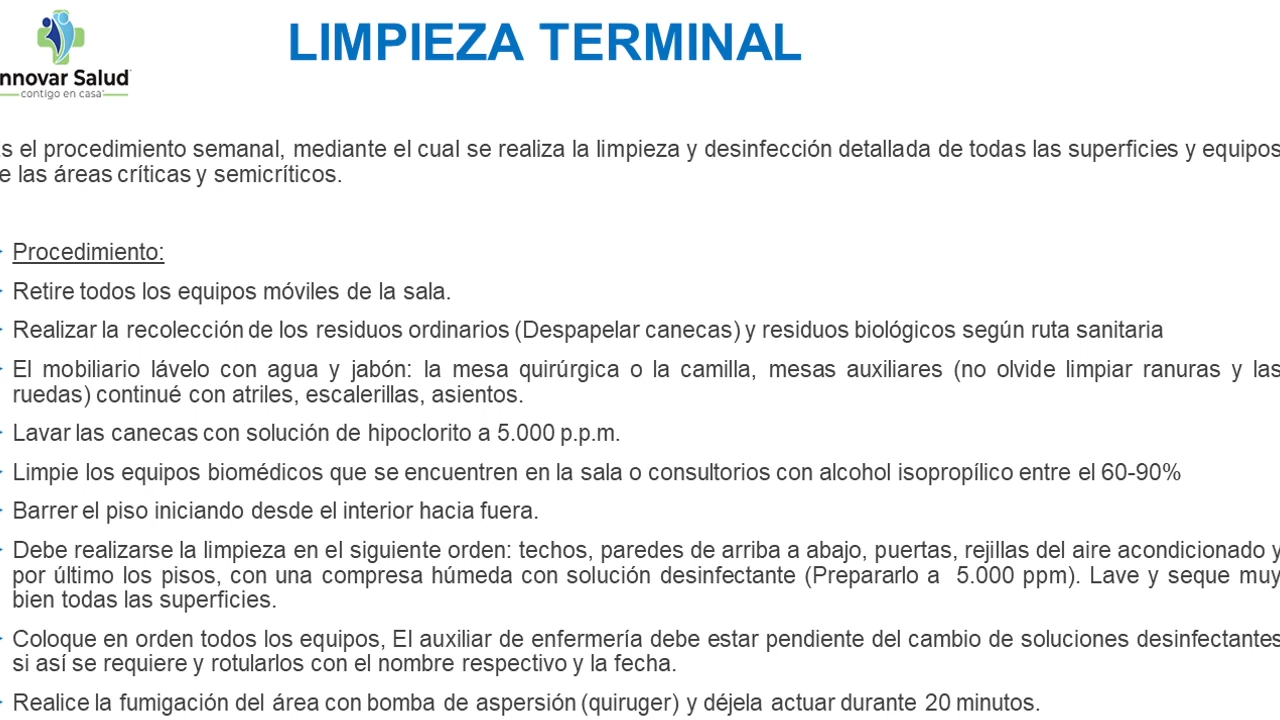 LIMPIEZA TERMINAL
nnovar Salud
contigo en casa
s el procedimiento semanal, mediante el cual se realiza la limpieza y desinfección detallada de todas las superficies y equipos
e las áreas críticas y semicríticos.
Procedimiento:
Retire todos los equipos móviles de la sala.
Realizar la recolección de los residuos ordinarios (Despapelar canecas) y residuos biológicos según ruta sanitaria
El mobiliario lávelo con agua y jabón: la mesa quirúrgica o la camilla, mesas auxiliares (no olvide limpiar ranuras y las
ruedas) continué con atriles, escalerillas, asientos.
Lavar las canecas con solución de hipoclorito a 5.000 p.p.m.
Limpie los equipos biomédicos que se encuentren en la sala o consultorios con alcohol isopropílico entre el 60-90%
Barrer el piso iniciando desde el interior hacia fuera.
Debe realizarse la limpieza en el siguiente orden: techos, paredes de arriba a abajo, puertas, rejillas del aire acondicionado y
por último los pisos, con una compresa húmeda con solución desinfectante (Prepararlo a 5.000 ppm). Lave y seque muy
bien todas las superficies.
Coloque en orden todos los equipos, El auxiliar de enfermería debe estar pendiente del cambio de soluciones desinfectantes
si así se requiere y rotularlos con el nombre respectivo y la fecha.
Realice la fumigación del área con bomba de aspersión (quiruger) y déjela actuar durante 20 minutos.